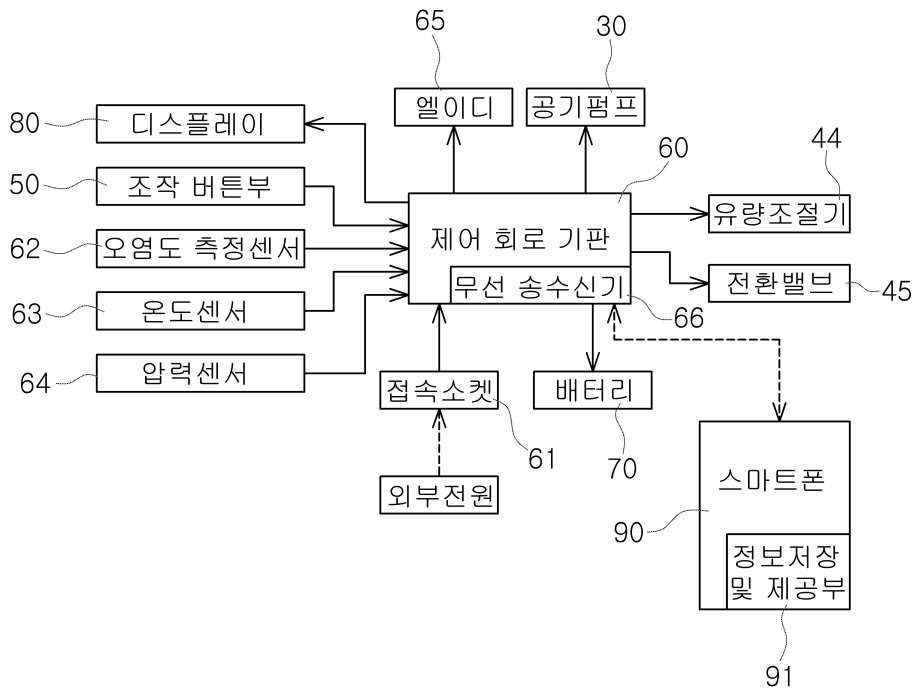 65
30
엘이디
공기펌프
80
디스플레이
44
60
50
조작 버튼부
유량조절기
제어 회로 기판
62
오염도 측정센서
무선 송수신기
전환밸브
45
63
온도센서
66
64
압력센서
접속소켓
배터리
61
70
외부전원
스마트폰
90
정보저장
및 제공부
91